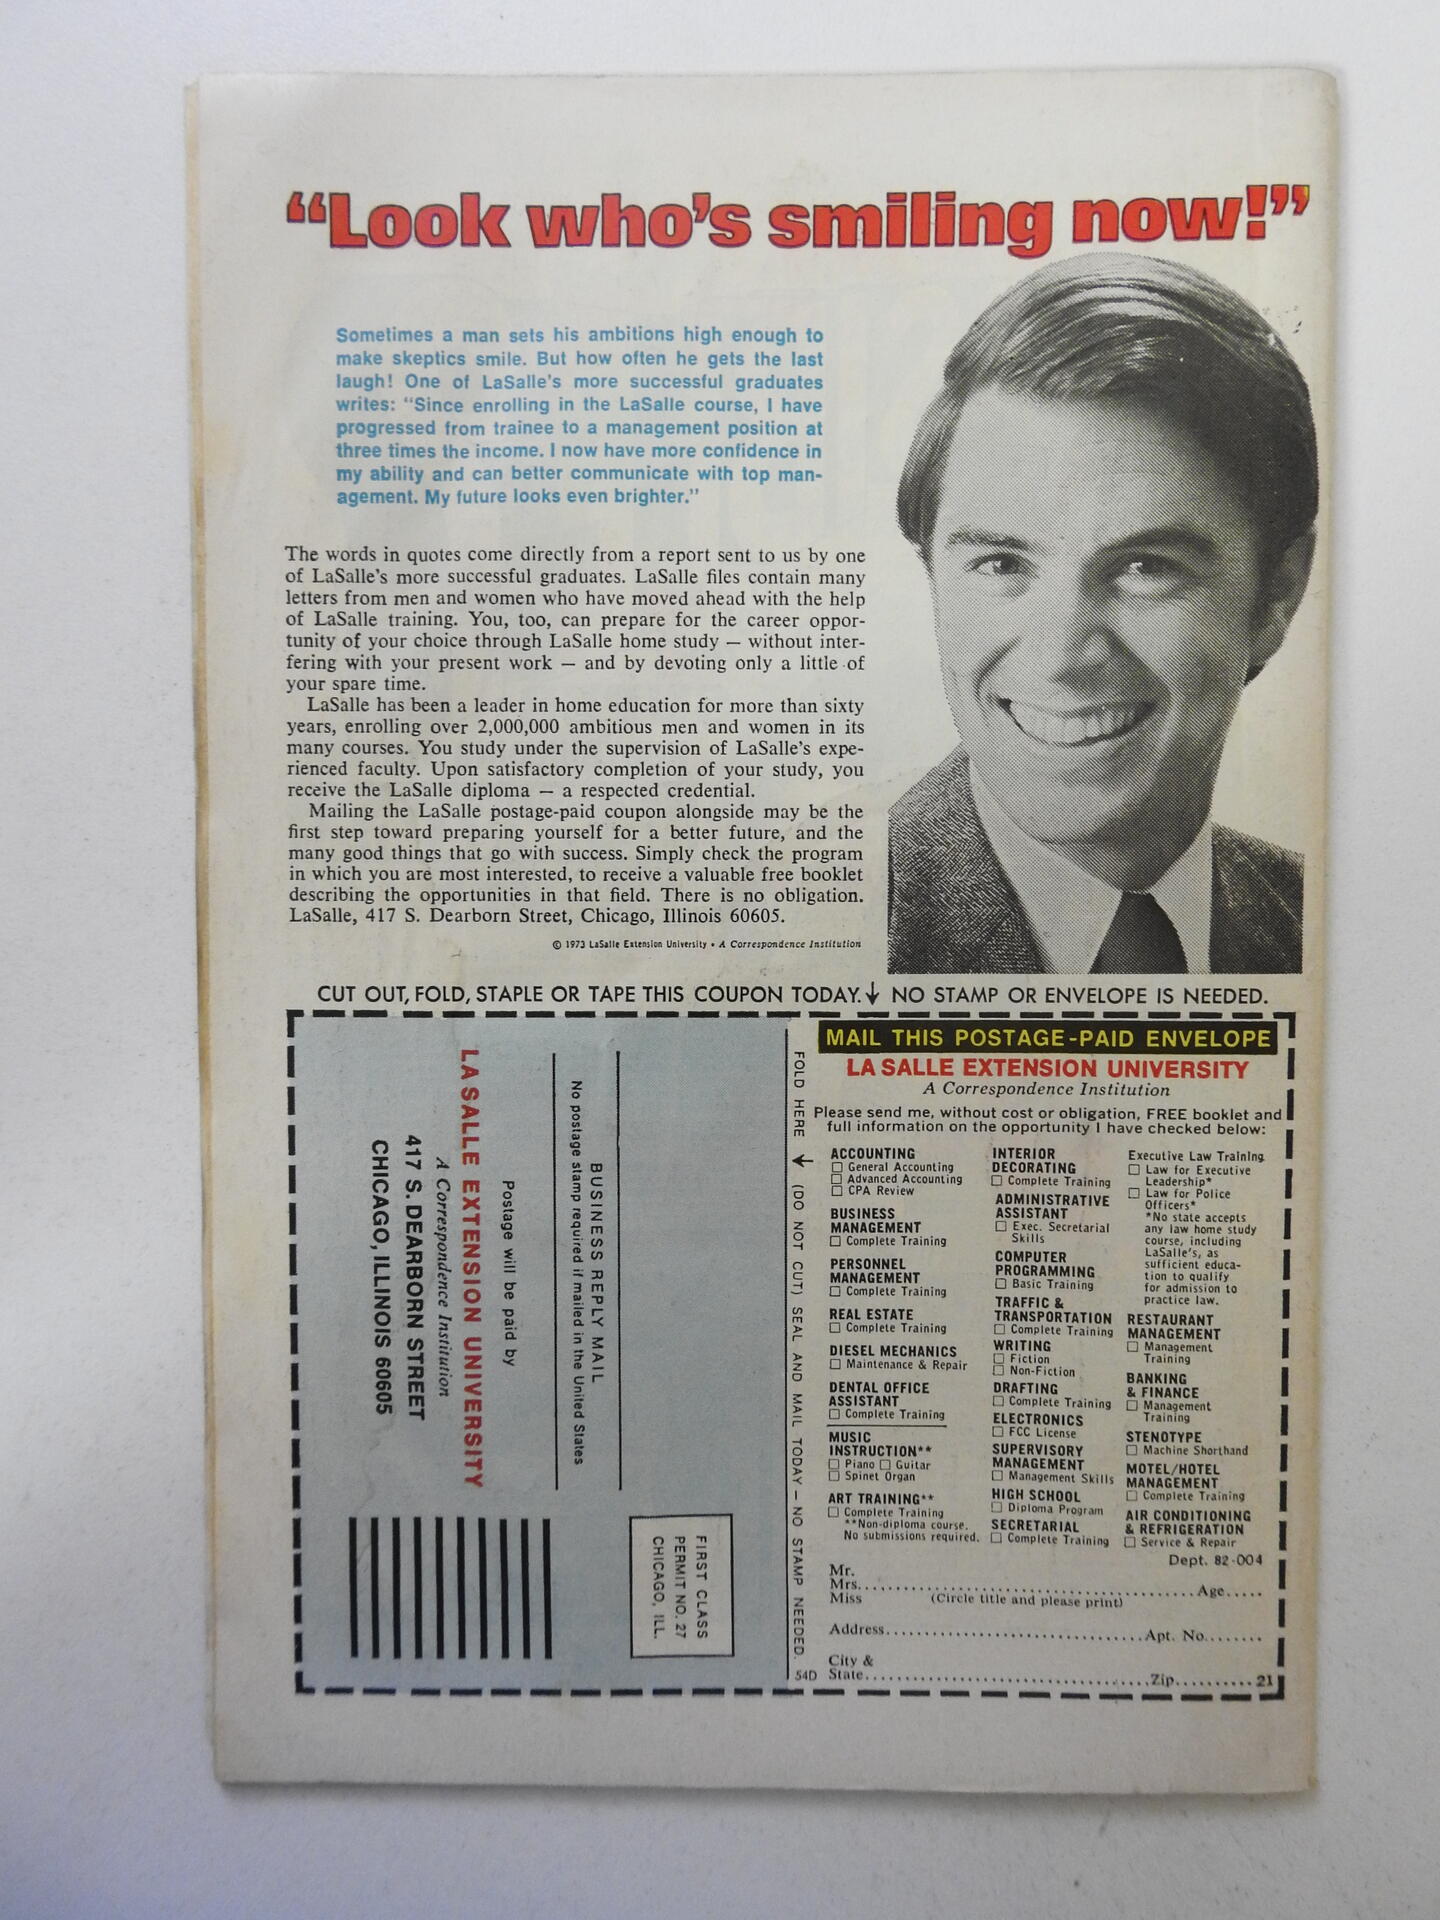 “Look who’s smiling now!”
Sometimes a man sets his ambitions high enough to
make skeptics smile. But how often he gets the last
laugh! One of LaSalle’s more successful graduates
writes: “Since enrolling in the LaSalle course, I have
progressed from trainee to a management position at
three times the income. I now have more confidence in
my ability and can better communicate with top man-
agement. My future looks even brighter.”
The words in quotes come directly from a report sent to us by one
of LaSalle’s more successful graduates. LaSalle files contain many
letters from men and women who have moved ahead with the help
of LaSalle training. You, too, can prepare for the career oppor-
tunity of your choice through LaSalle home study — without inter-
fering with your present work — and by devoting only a little of
your spare time.
LaSalle has been a leader in home education for more than sixty
years, enrolling over 2,000,000 ambitious men and women in its
many courses. You study under the supervision of LaSalle’s expe-
rienced faculty. Upon satisfactory completion of your study, you
receive the LaSalle diploma — a respected credential.
Mailing the LaSalle postage-paid coupon alongside may be the
first step toward preparing yourself for a better future, and the
many good things that go with success. Simply check the program
in which you are most interested, to receive a valuable free booklet
describing the opportunities in that field. There is no obligation.
LaSalle, 417 S. Dearborn Street, Chicago, Illinois 60605.
© 1973 LaSalle Extension University • A Correspondence Institution
CUT OUT, FOLD, STAPLE OR TAPE THIS COUPON TODAY. ↓ NO STAMP OR ENVELOPE IS NEEDED.
FIRST CLASS
PERMIT NO. 27
CHICAGO, ILL.
BUSINESS REPLY MAIL
No postage stamp required if mailed in the United States
Postage will be paid by
LA SALLE EXTENSION UNIVERSITY
A Correspondence Institution
417 S. DEARBORN STREET
CHICAGO, ILLINOIS 60605
FOLD HERE ↓ (DO NOT CUT) SEAL AND MAIL TODAY — NO STAMP NEEDED.
54D
MAIL THIS POSTAGE-PAID ENVELOPE
LA SALLE EXTENSION UNIVERSITY
A Correspondence Institution
Please send me, without cost or obligation, FREE booklet and
full information on the opportunity I have checked below:
ACCOUNTING
☐ General Accounting
☐ Advanced Accounting
☐ CPA Review
BUSINESS
MANAGEMENT
☐ Complete Training
PERSONNEL
MANAGEMENT
☐ Complete Training
REAL ESTATE
☐ Complete Training
DIESEL MECHANICS
☐ Maintenance & Repair
DENTAL OFFICE
ASSISTANT
☐ Complete Training
MUSIC
INSTRUCTION**
☐ Piano ☐ Guitar
☐ Spinet Organ
ART TRAINING**
☐ Complete Training
**Non-diploma course.
No submissions required.
INTERIOR
DECORATING
☐ Complete Training
ADMINISTRATIVE
ASSISTANT
☐ Exec. Secretarial
Skills
COMPUTER
PROGRAMMING
☐ Basic Training
TRAFFIC &
TRANSPORTATION
☐ Complete Training
WRITING
☐ Fiction
☐ Non-Fiction
DRAFTING
☐ Complete Training
ELECTRONICS
☐ FCC License
SUPERVISORY
MANAGEMENT
☐ Management Skills
HIGH SCHOOL
☐ Diploma Program
SECRETARIAL
☐ Complete Training
Executive Law Training
☐ Law for Executive
Leadership*
☐ Law for Police
Officers*
*No state accepts
any law home study
course, including
LaSalle’s, as
sufficient educa-
tion to qualify
for admission to
practice law.
RESTAURANT
MANAGEMENT
☐ Management
Training
BANKING
& FINANCE
☐ Management
Training
STENOTYPE
☐ Machine Shorthand
MOTEL/HOTEL
MANAGEMENT
☐ Complete Training
AIR CONDITIONING
& REFRIGERATION
☐ Service & Repair
Dept. 82-004
Mr.
Mrs. Age
Miss (Circle title and please print)
Address Apt. No.
City &
State Zip 21